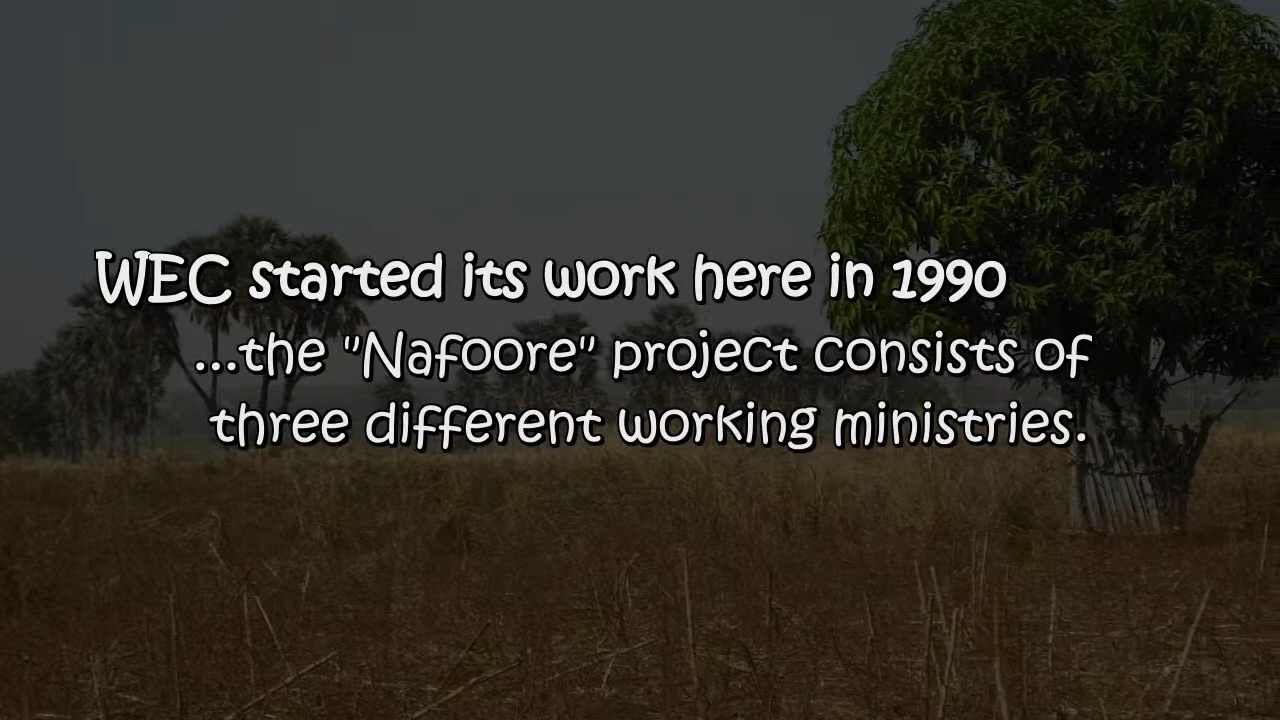 WEC started its work here in 1990
...the "Nafoore" project consists of
three different working ministries.